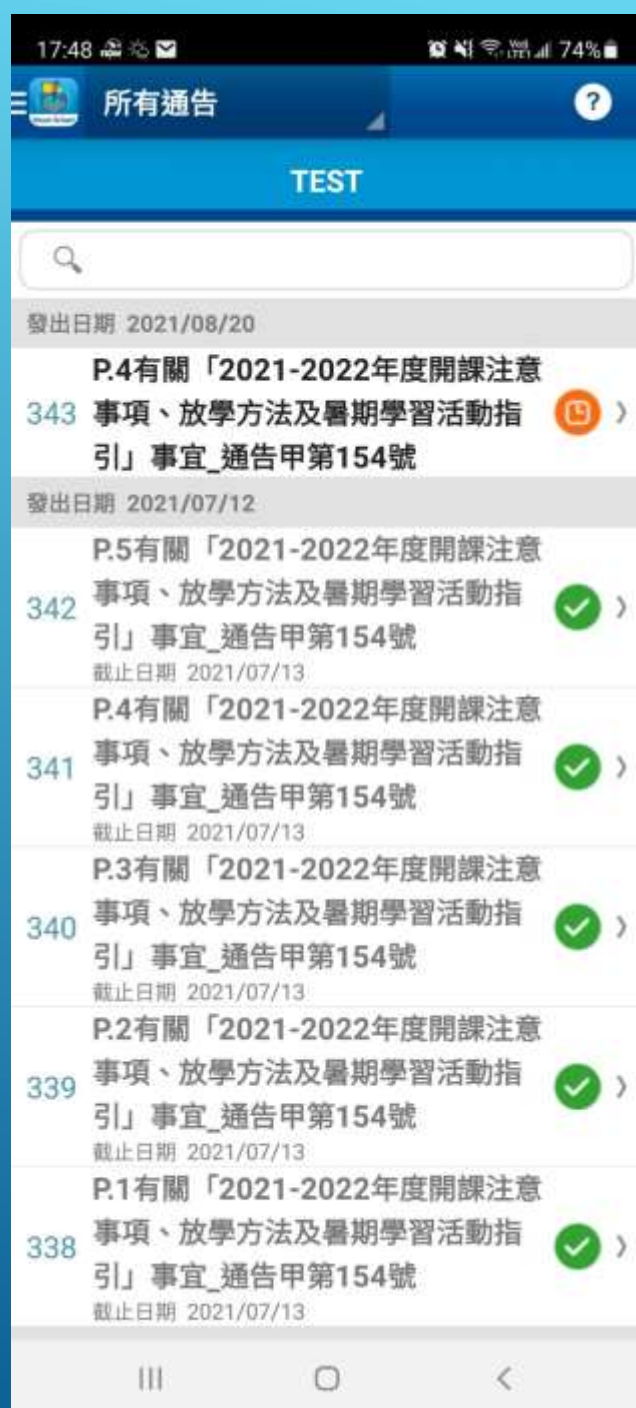 17:48
74%
所有通告
?
TEST
發出日期 2021/08/20
P.4有關「2021-2022年度開課注意
343 事項、放學方法及暑期學習活動指
引」事宜_通告甲第154號
發出日期 2021/07/12
P.5有關「2021-2022年度開課注意
342 事項、放學方法及暑期學習活動指
引」事宜_通告甲第154號
截止日期 2021/07/13
P.4有關「2021-2022年度開課注意
341 事項、放學方法及暑期學習活動指
引」事宜_通告甲第154號
截止日期 2021/07/13
P.3有關「2021-2022年度開課注意
340 事項、放學方法及暑期學習活動指
引」事宜_通告甲第154號
截止日期 2021/07/13
P.2有關「2021-2022年度開課注意
339 事項、放學方法及暑期學習活動指
引」事宜_通告甲第154號
截止日期 2021/07/13
P.1有關「2021-2022年度開課注意
338 事項、放學方法及暑期學習活動指
引」事宜_通告甲第154號
截止日期 2021/07/13